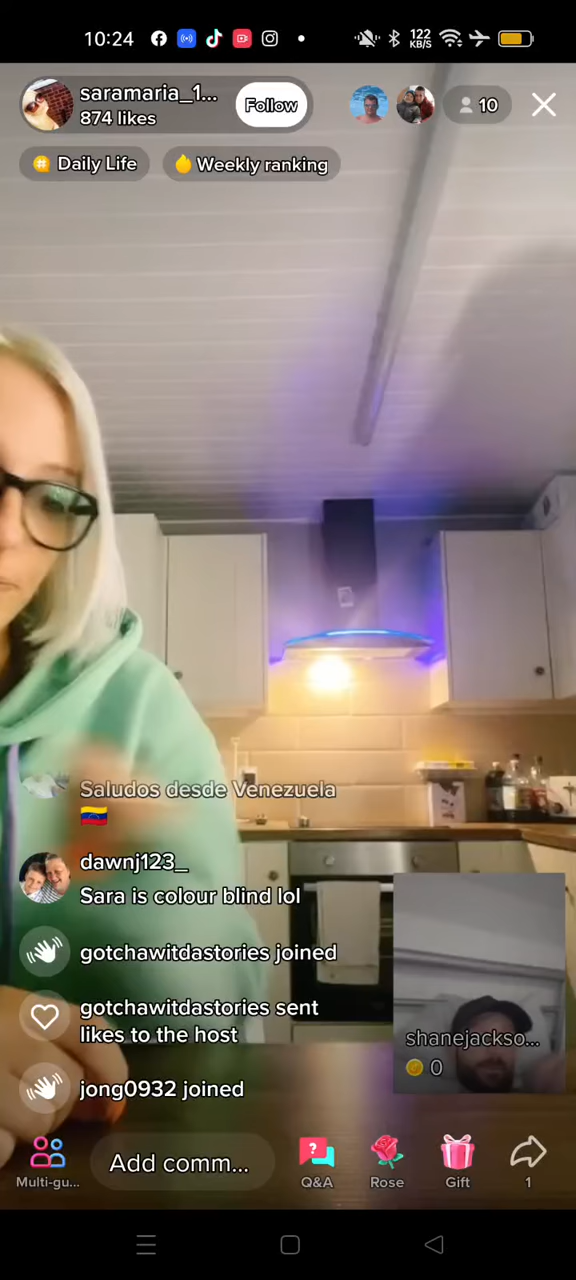 10:24
122
KB/S
saramaria_1...
874 likes
Follow
10
Daily Life
Weekly ranking
Saludos desde Venezuela
🇻🇪
dawnj123_
Sara is colour blind lol
gotchawitdastories joined
gotchawitdastories sent
likes to the host
jong0932 joined
shanejackso...
0
Multi-gu...
Add comm...
Q&A
Rose
Gift
1